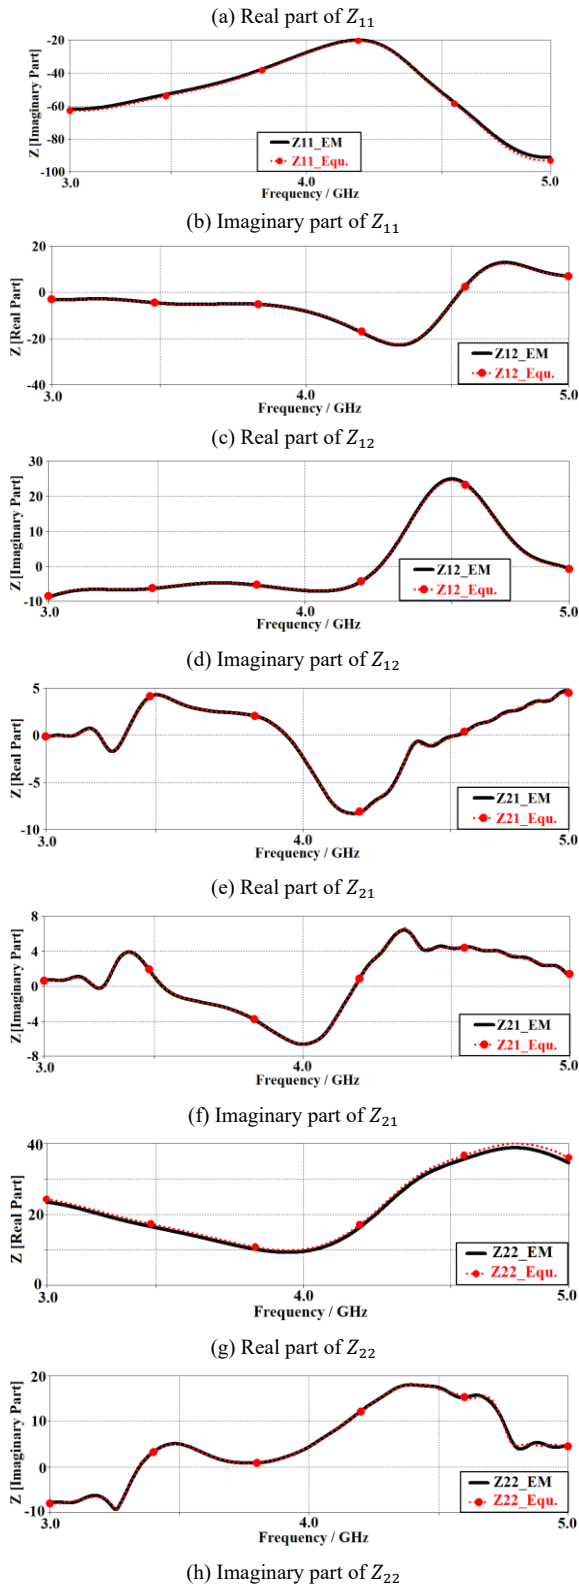 (a) Real part of Z₁₁
Z [Imaginary Part]
-20
-40
-60
-80
-100
Z11_EM
Z11_Equ.
3.0
4.0
5.0
Frequency / GHz
(b) Imaginary part of Z₁₁
Z [Real Part]
20
0
-20
-40
Z12_EM
Z12_Equ.
3.0
4.0
5.0
Frequency / GHz
(c) Real part of Z₁₂
Z [Imaginary Part]
30
20
10
0
-10
Z12_EM
Z12_Equ.
3.0
4.0
5.0
Frequency / GHz
(d) Imaginary part of Z₁₂
Z [Real Part]
5
0
-5
-10
Z21_EM
Z21_Equ.
3.0
4.0
5.0
Frequency / GHz
(e) Real part of Z₂₁
Z [Imaginary Part]
8
4
0
-4
-8
Z21_EM
Z21_Equ.
3.0
4.0
5.0
Frequency / GHz
(f) Imaginary part of Z₂₁
Z [Real Part]
40
20
0
Z22_EM
Z22_Equ.
3.0
4.0
5.0
Frequency / GHz
(g) Real part of Z₂₂
Z [Imaginary Part]
20
10
0
-10
Z22_EM
Z22_Equ.
3.0
4.0
5.0
Frequency / GHz
(h) Imaginary part of Z₂₂